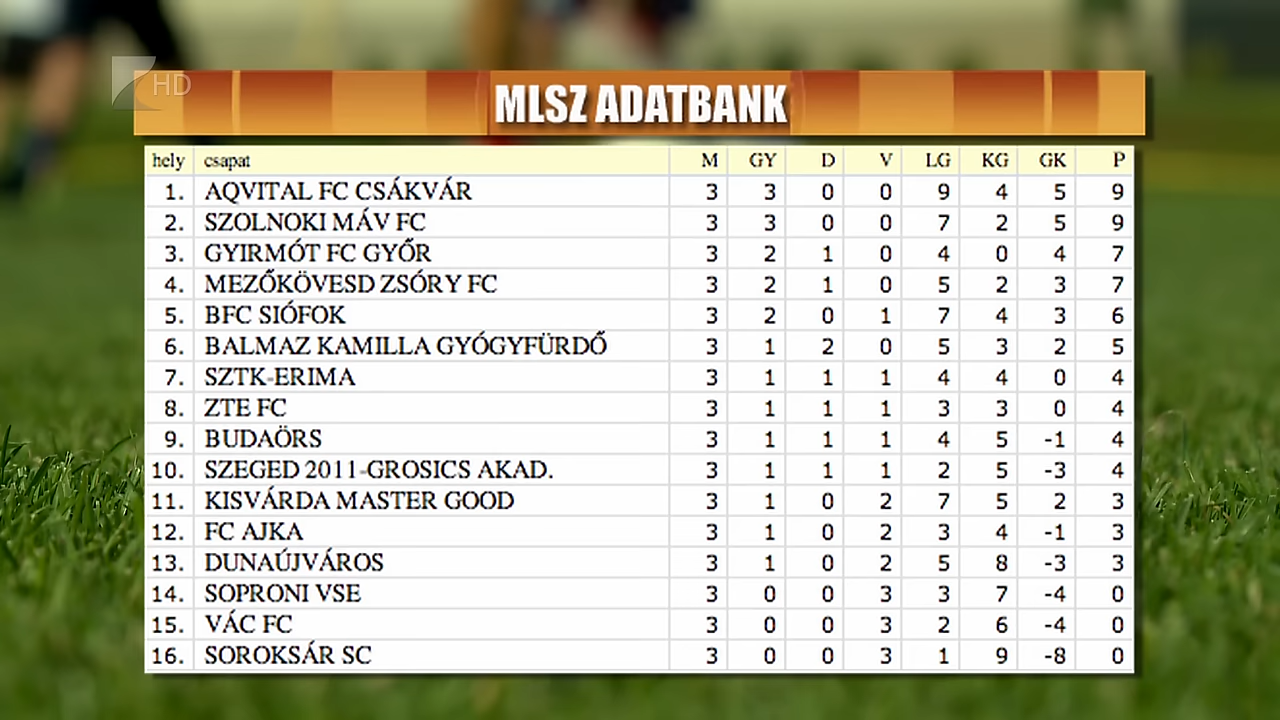 HD
MLSZ ADATBANK
hely csapat M GY D V LG KG GK P
1. AQVITAL FC CSÁKVÁR 3 3 0 0 9 4 5 9
2. SZOLNOKI MÁV FC 3 3 0 0 7 2 5 9
3. GYIRMÓT FC GYŐR 3 2 1 0 4 0 4 7
4. MEZŐKÖVESD ZSÓRY FC 3 2 1 0 5 2 3 7
5. BFC SIÓFOK 3 2 0 1 7 4 3 6
6. BALMAZ KAMILLA GYÓGYFÜRDŐ 3 1 2 0 5 3 2 5
7. SZTK-ERIMA 3 1 1 1 4 4 0 4
8. ZTE FC 3 1 1 1 3 3 0 4
9. BUDAÖRS 3 1 1 1 4 5 -1 4
10. SZEGED 2011-GROSICS AKAD. 3 1 1 1 2 5 -3 4
11. KISVÁRDA MASTER GOOD 3 1 0 2 7 5 2 3
12. FC AJKA 3 1 0 2 3 4 -1 3
13. DUNAÚJVÁROS 3 1 0 2 5 8 -3 3
14. SOPRONI VSE 3 0 0 3 3 7 -4 0
15. VÁC FC 3 0 0 3 2 6 -4 0
16. SOROKSÁR SC 3 0 0 3 1 9 -8 0